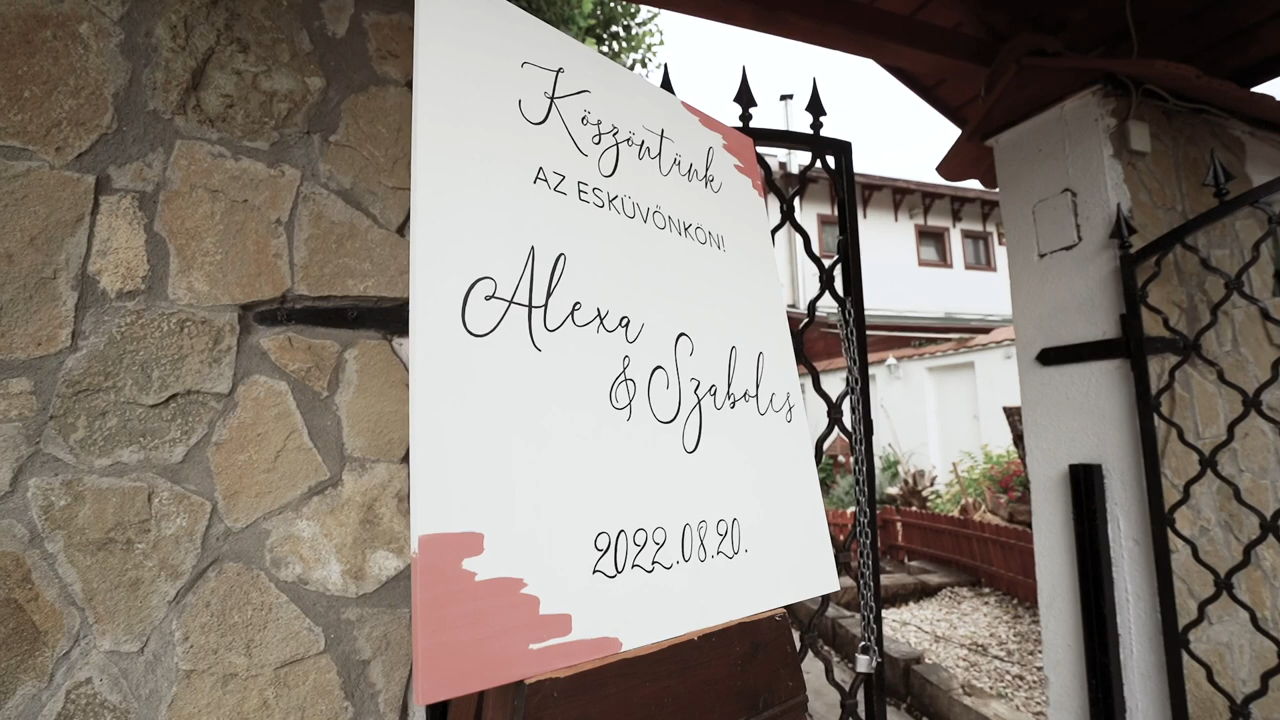 Köszöntünk
AZ ESKÜVŐNKÖN!
Alexa
& Szabolcs
2022.08.20.